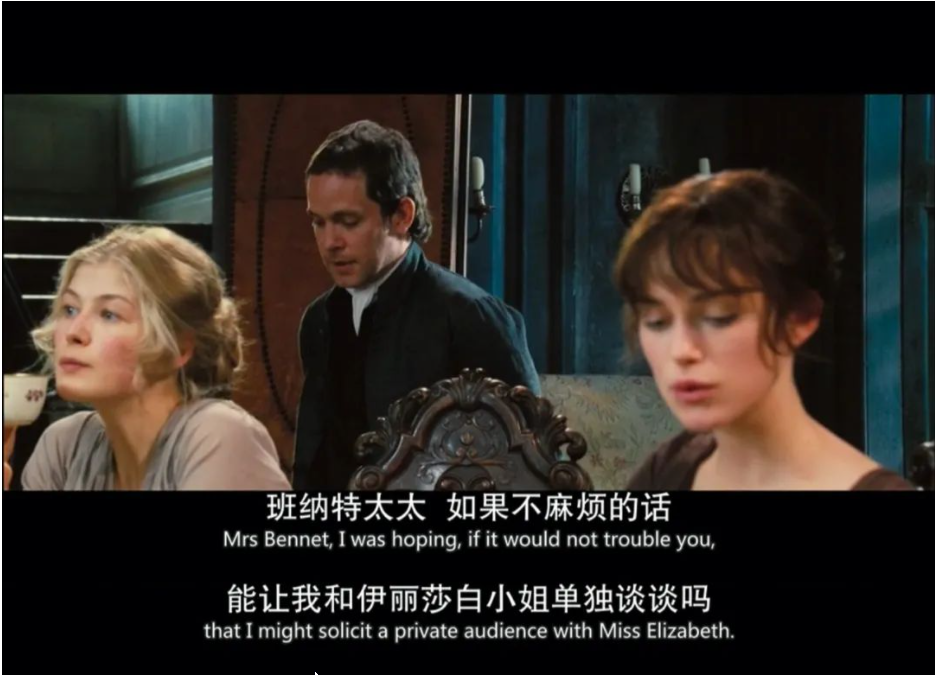 班纳特太太 如果不麻烦的话
Mrs Bennet, I was hoping, if it would not trouble you,
能让我和伊丽莎白小姐单独谈谈吗
that I might solicit a private audience with Miss Elizabeth.